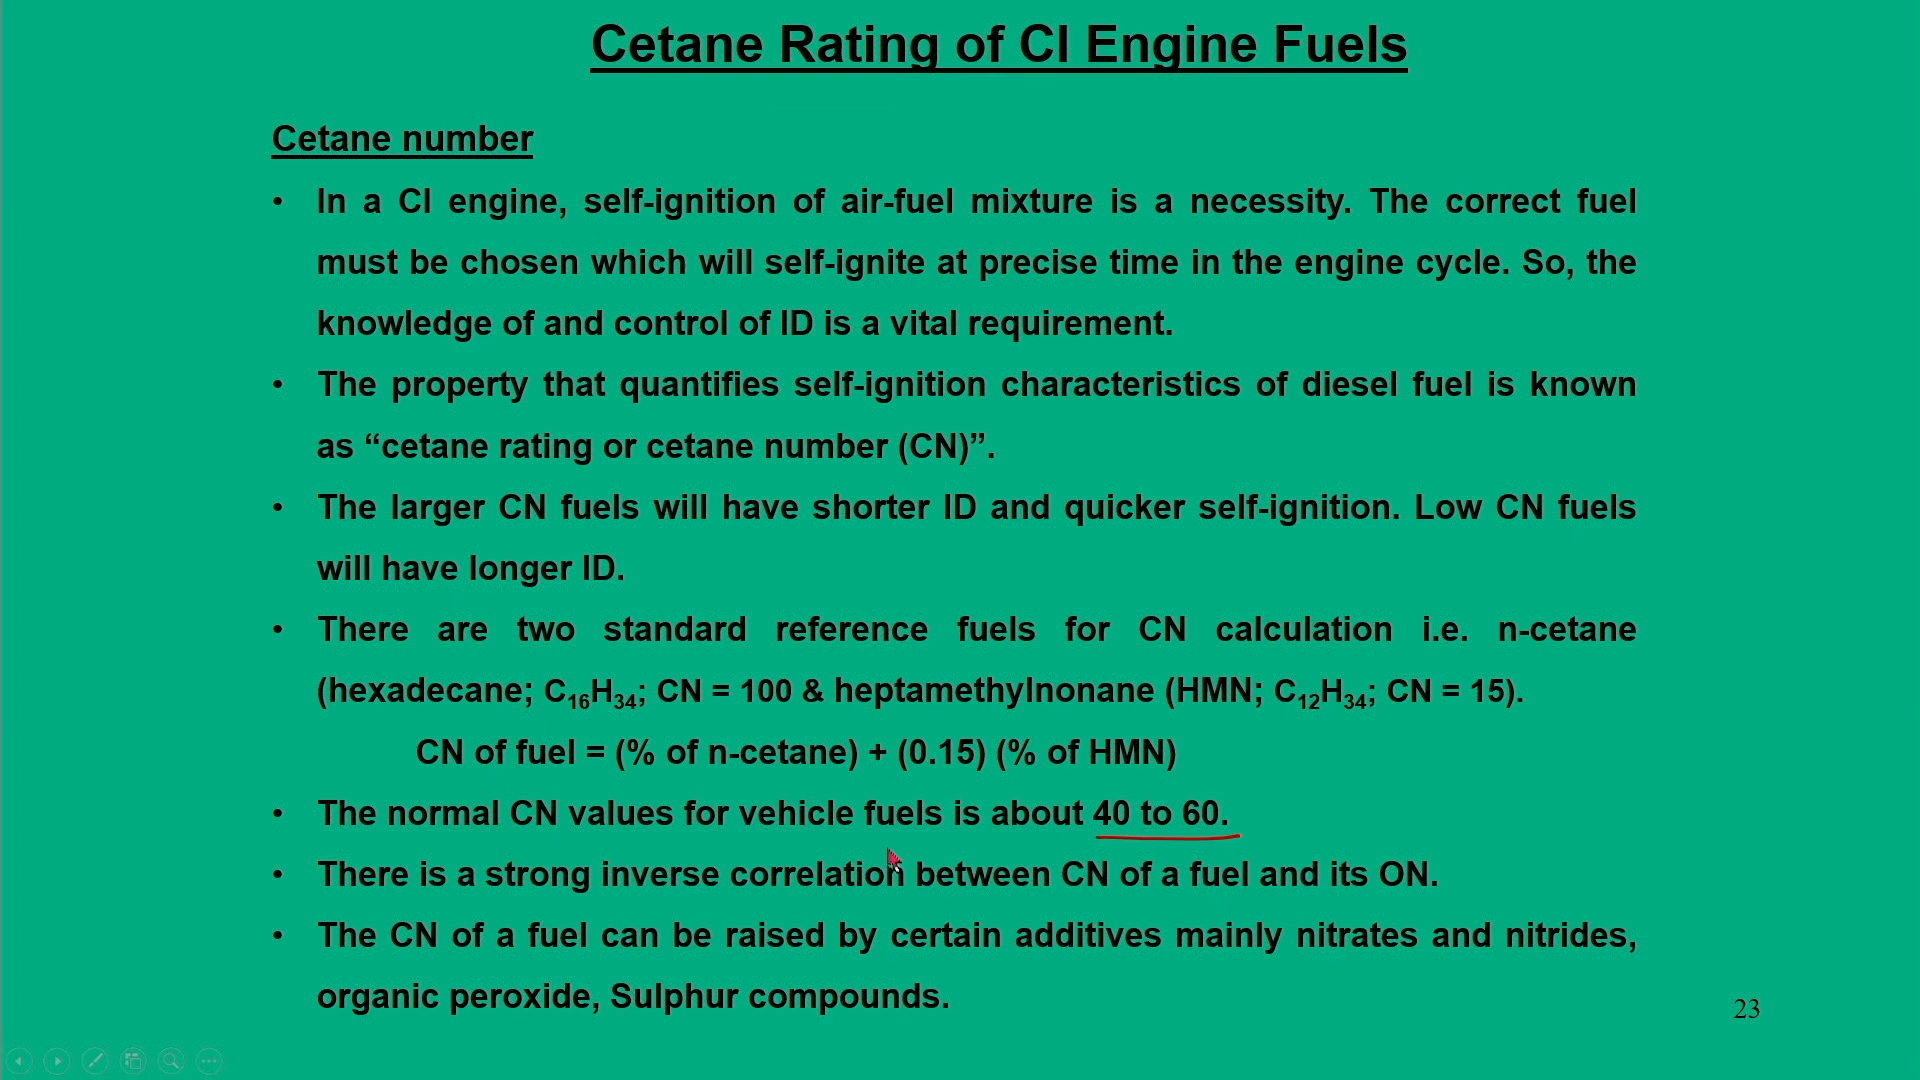 Cetane Rating of CI Engine Fuels
Cetane number
• In a CI engine, self-ignition of air-fuel mixture is a necessity. The correct fuel
must be chosen which will self-ignite at precise time in the engine cycle. So, the
knowledge of and control of ID is a vital requirement.
• The property that quantifies self-ignition characteristics of diesel fuel is known
as “cetane rating or cetane number (CN)”.
• The larger CN fuels will have shorter ID and quicker self-ignition. Low CN fuels
will have longer ID.
• There are two standard reference fuels for CN calculation i.e. n-cetane
(hexadecane; C₁₆H₃₄; CN = 100 & heptamethylnonane (HMN; C₁₂H₃₄; CN = 15).
CN of fuel = (% of n-cetane) + (0.15) (% of HMN)
• The normal CN values for vehicle fuels is about 40 to 60.
• There is a strong inverse correlation between CN of a fuel and its ON.
• The CN of a fuel can be raised by certain additives mainly nitrates and nitrides,
organic peroxide, Sulphur compounds.
23